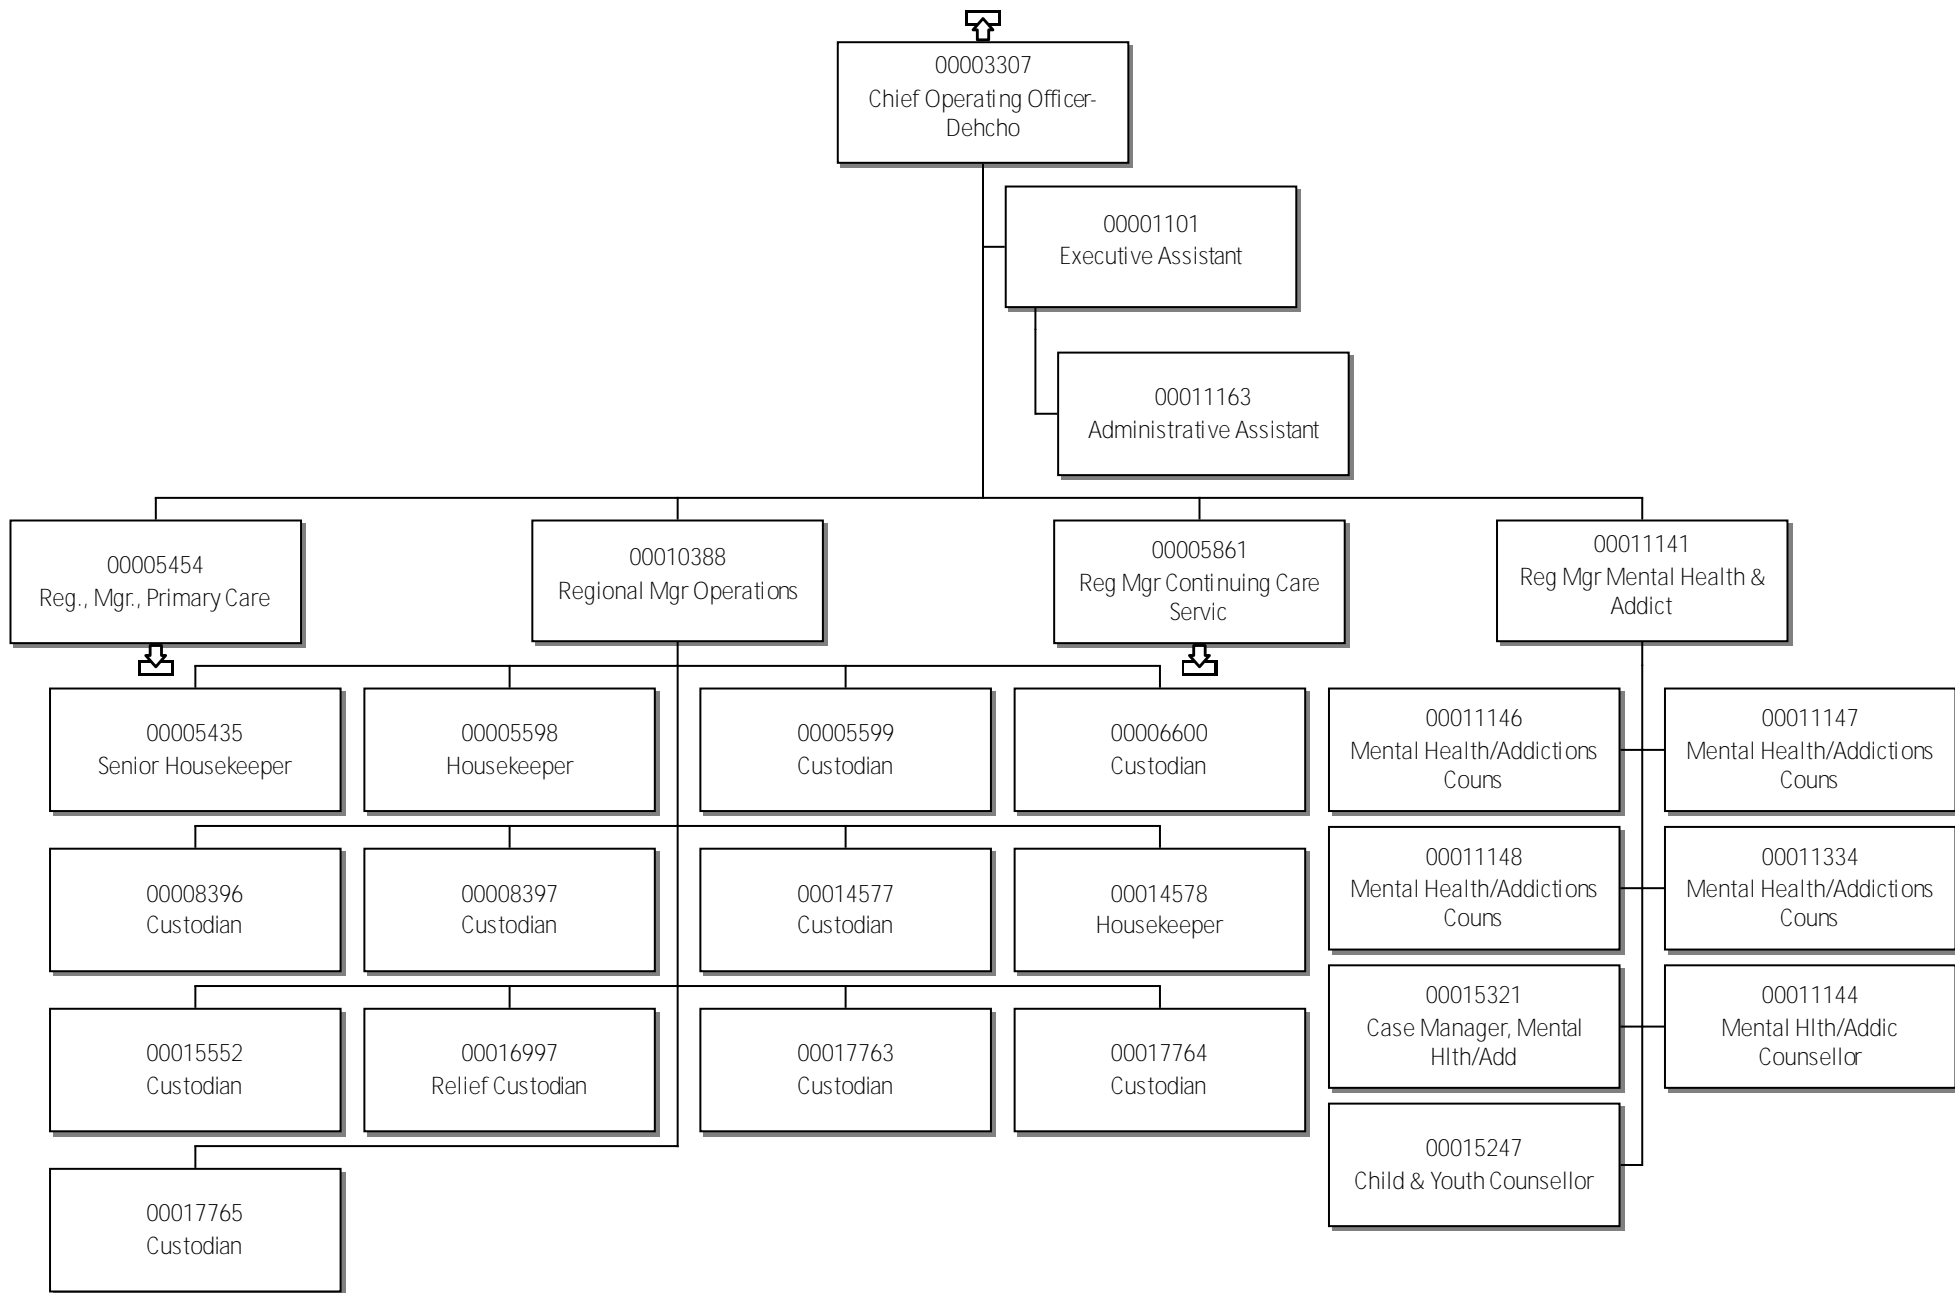 00003307
Chief Operating Officer-
Dehcho
00001101
Executive Assistant
00011163
Administrative Assistant
00005454
Reg., Mgr., Primary Care
00010388
Regional Mgr Operations
00005861
Reg Mgr Continuing Care
Servic
00011141
Reg Mgr Mental Health &
Addict
00005435
Senior Housekeeper
00005598
Housekeeper
00005599
Custodian
00006600
Custodian
00011146
Mental Health/Addictions
Couns
00011147
Mental Health/Addictions
Couns
00008396
Custodian
00008397
Custodian
00014577
Custodian
00014578
Housekeeper
00011148
Mental Health/Addictions
Couns
00011334
Mental Health/Addictions
Couns
00015552
Custodian
00016997
Relief Custodian
00017763
Custodian
00017764
Custodian
00015321
Case Manager, Mental
Hlth/Add
00011144
Mental Hlth/Addic
Counsellor
00017765
Custodian
00015247
Child & Youth Counsellor